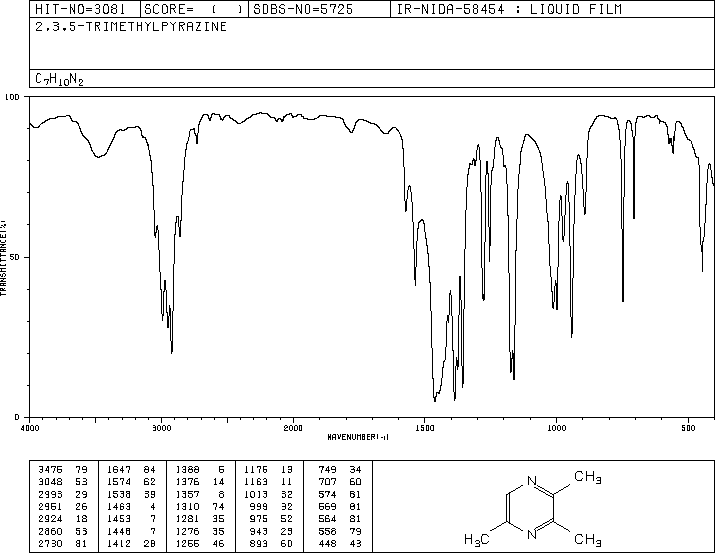 HIT-NO=3081 SCORE= ( ) SDBS-NO=5725 IR-NIDA-58454 : LIQUID FILM
2,3,5-TRIMETHYLPYRAZINE
C7H10N2
100
50
0
TRANSMITTANCE(%)
4000 3000 2000 1500 1000 500
WAVENUMBER(-1)
3475 79 1647 84 1388 5 1175 13 749 34
3048 53 1574 62 1376 14 1163 11 707 60
2993 29 1538 39 1357 8 1013 32 574 81
2951 26 1463 4 1310 74 999 32 569 81
2924 18 1453 7 1281 35 975 52 564 81
2860 53 1448 7 1276 35 943 23 558 79
2730 81 1412 28 1255 46 893 60 448 43
N
CH3
H3C
N
CH3